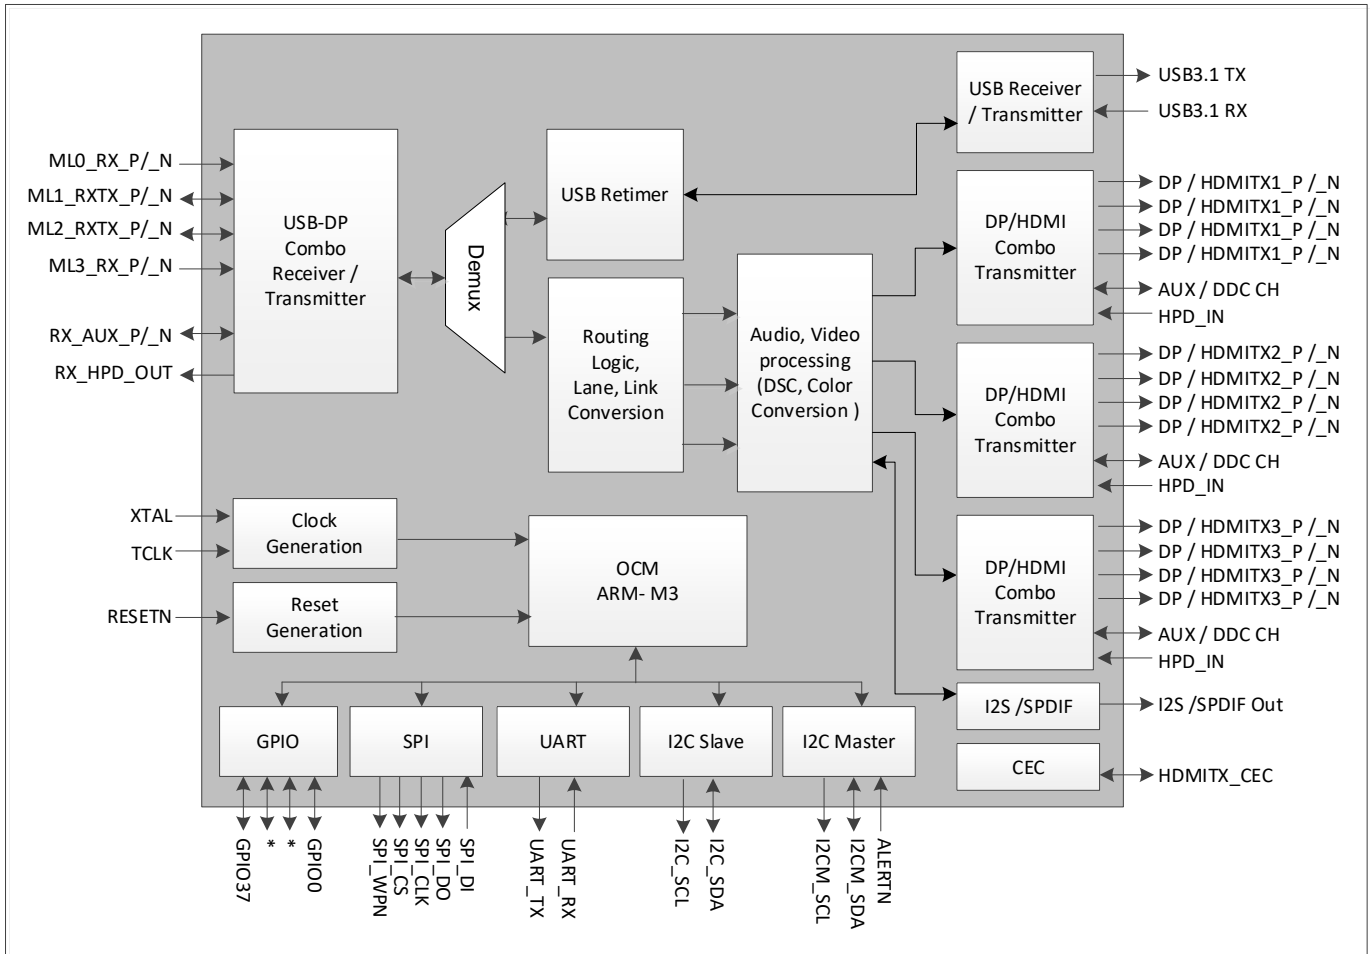 USB Receiver
/ Transmitter
USB3.1 TX
USB3.1 RX
ML0_RX_P/_N
ML1_RXTX_P/_N
ML2_RXTX_P/_N
ML3_RX_P/_N
RX_AUX_P/_N
RX_HPD_OUT
USB-DP
Combo
Receiver /
Transmitter
Demux
USB Retimer
Routing
Logic,
Lane, Link
Conversion
Audio, Video
processing
(DSC, Color
Conversion )
DP/HDMI
Combo
Transmitter
DP / HDMITX1_P /_N
DP / HDMITX1_P /_N
DP / HDMITX1_P /_N
DP / HDMITX1_P /_N
AUX / DDC CH
HPD_IN
DP/HDMI
Combo
Transmitter
DP / HDMITX2_P /_N
DP / HDMITX2_P /_N
DP / HDMITX2_P /_N
DP / HDMITX2_P /_N
AUX / DDC CH
HPD_IN
DP/HDMI
Combo
Transmitter
DP / HDMITX3_P /_N
DP / HDMITX3_P /_N
DP / HDMITX3_P /_N
DP / HDMITX3_P /_N
AUX / DDC CH
HPD_IN
XTAL
TCLK
Clock
Generation
RESETN
Reset
Generation
OCM
ARM- M3
I2S /SPDIF
I2S /SPDIF Out
CEC
HDMITX_CEC
GPIO
SPI
UART
I2C Slave
I2C Master
GPIO37
*
*
GPIO0
SPI_WPN
SPI_CS
SPI_CLK
SPI_DO
SPI_DI
UART_TX
UART_RX
I2C_SCL
I2C_SDA
I2CM_SCL
I2CM_SDA
ALERTN